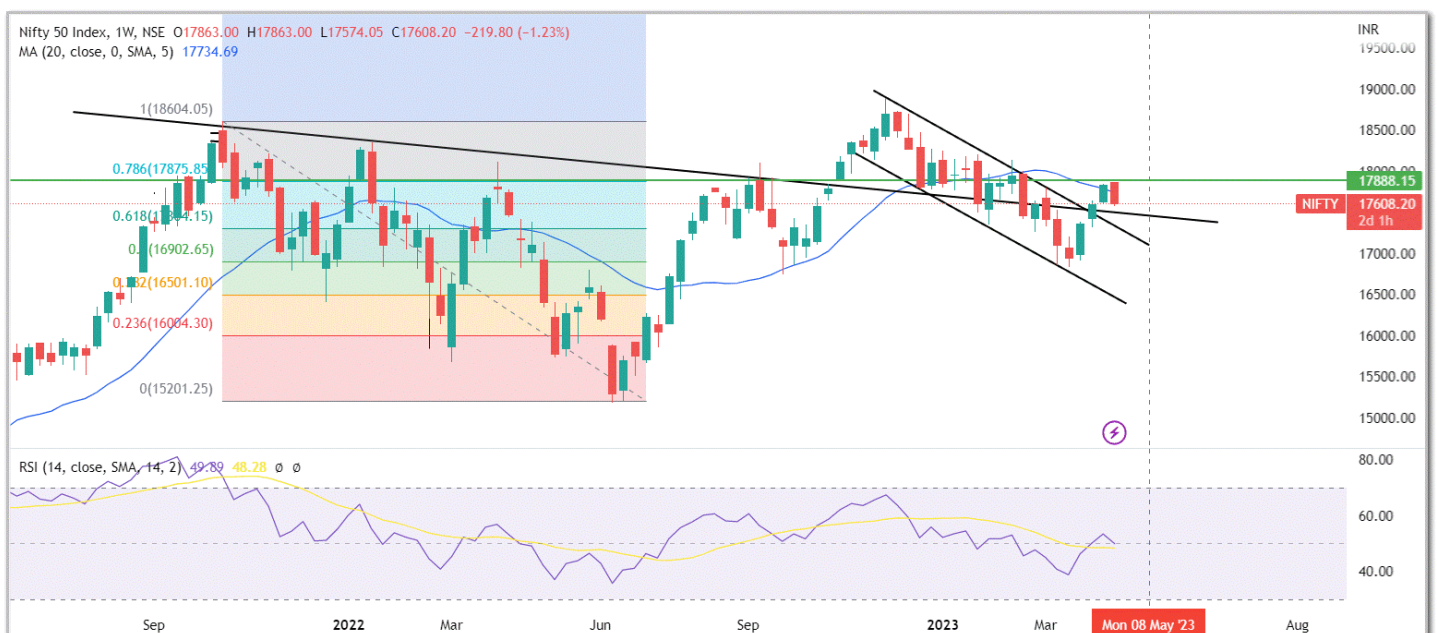 Nifty 50 Index, 1W, NSE O17863.00 H17863.00 L17574.05 C17608.20 −219.80 (−1.23%)
MA (20, close, 0, SMA, 5) 17734.69
INR
19500.00
19000.00
18500.00
18000.00
17888.15
NIFTY 17608.20
2d 1h
17000.00
16500.00
16000.00
15500.00
15000.00
1(18604.05)
0.786(17875.85
(16902.65)
(16501.10)
0.236(16004.30)
0(15201.25)
RSI (14, close, SMA, 14, 2) 49.89 48.28 ø ø
80.00
60.00
40.00
Sep 2022 Mar Jun Sep 2023 Mar Mon 08 May '23 Aug